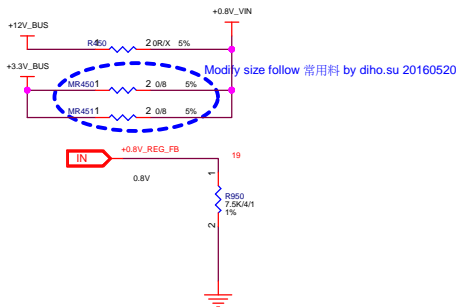 +0.8V_VIN
+12V_BUS
R450 1 2 0R/X 5%
+3.3V_BUS
Modify size follow 常用料 by diho.su 20160520
MR450 1 2 0/8 5%
MR451 1 2 0/8 5%
IN +0.8V_REG_FB 19
0.8V
1
R950
7.5K/4/1
1%
2